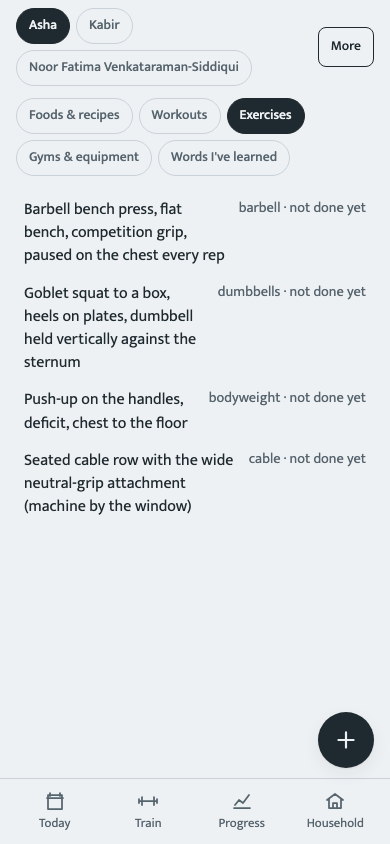 Asha
Kabir
More
Noor Fatima Venkataraman-Siddiqui
Foods & recipes
Workouts
Exercises
Gyms & equipment
Words I've learned
Barbell bench press, flat
bench, competition grip,
paused on the chest every rep
barbell · not done yet
Goblet squat to a box,
heels on plates, dumbbell
held vertically against the
sternum
dumbbells · not done yet
Push-up on the handles,
deficit, chest to the floor
bodyweight · not done yet
Seated cable row with the wide
neutral-grip attachment
(machine by the window)
cable · not done yet
Today
Train
Progress
Household